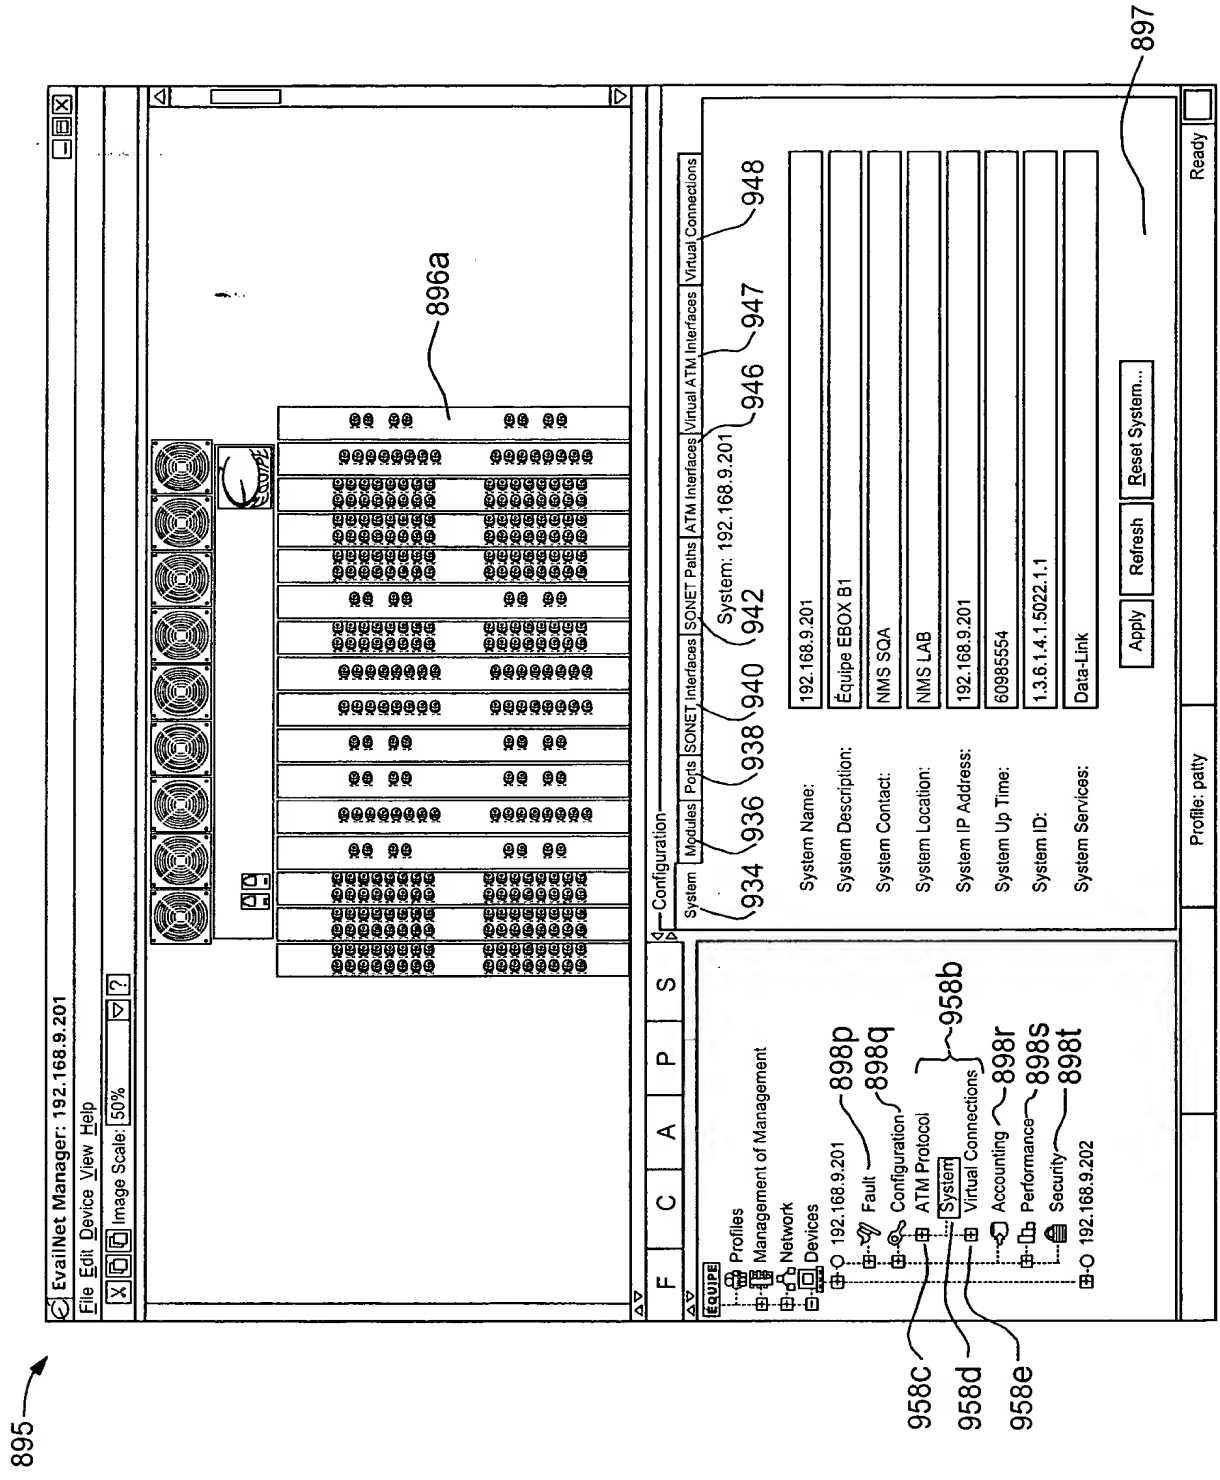 895
EvailNet Manager: 192.168.9.201
File Edit Device View Help
Image Scale: 50% ?
896a
F C A P S
EQUIPE
Profiles
Management of Management
Network
Devices
192.168.9.201
Fault
Configuration
ATM Protocol
System
Virtual Connections
Accounting
Performance
Security
192.168.9.202
898p
898q
958b
898r
898s
898t
958c
958d
958e
Configuration
System Modules Ports SONET Interfaces SONET Paths ATM Interfaces Virtual ATM Interfaces Virtual Connections
934 936 938 940 942 946 947 948
System: 192.168.9.201
System Name: 192.168.9.201
System Description: Équipe EBOX B1
System Contact: NMS SQA
System Location: NMS LAB
System IP Address: 192.168.9.201
System Up Time: 60985554
System ID: 1.3.6.1.4.1.5022.1.1
System Services: Data-Link
Apply Refresh Reset System...
897
Profile: patty Ready